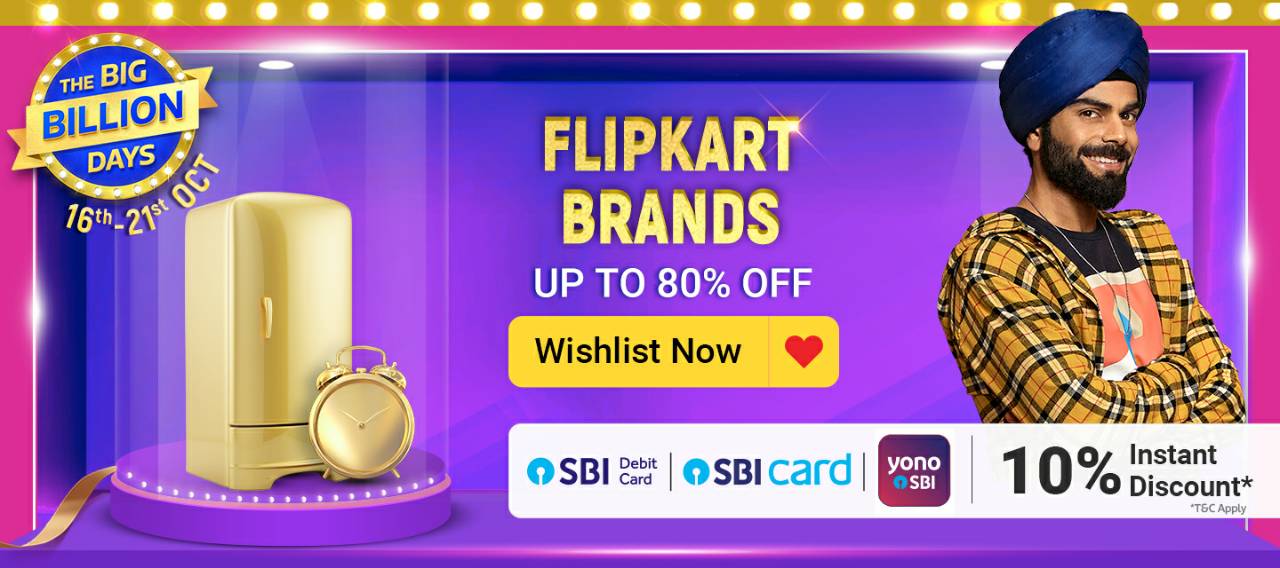 THE BIG
BILLION
DAYS
16th-21st OCT
FLIPKART
BRANDS
UP TO 80% OFF
Wishlist Now
SBI Debit Card
SBI card
yono
SBI
10% Instant Discount*
*T&C Apply